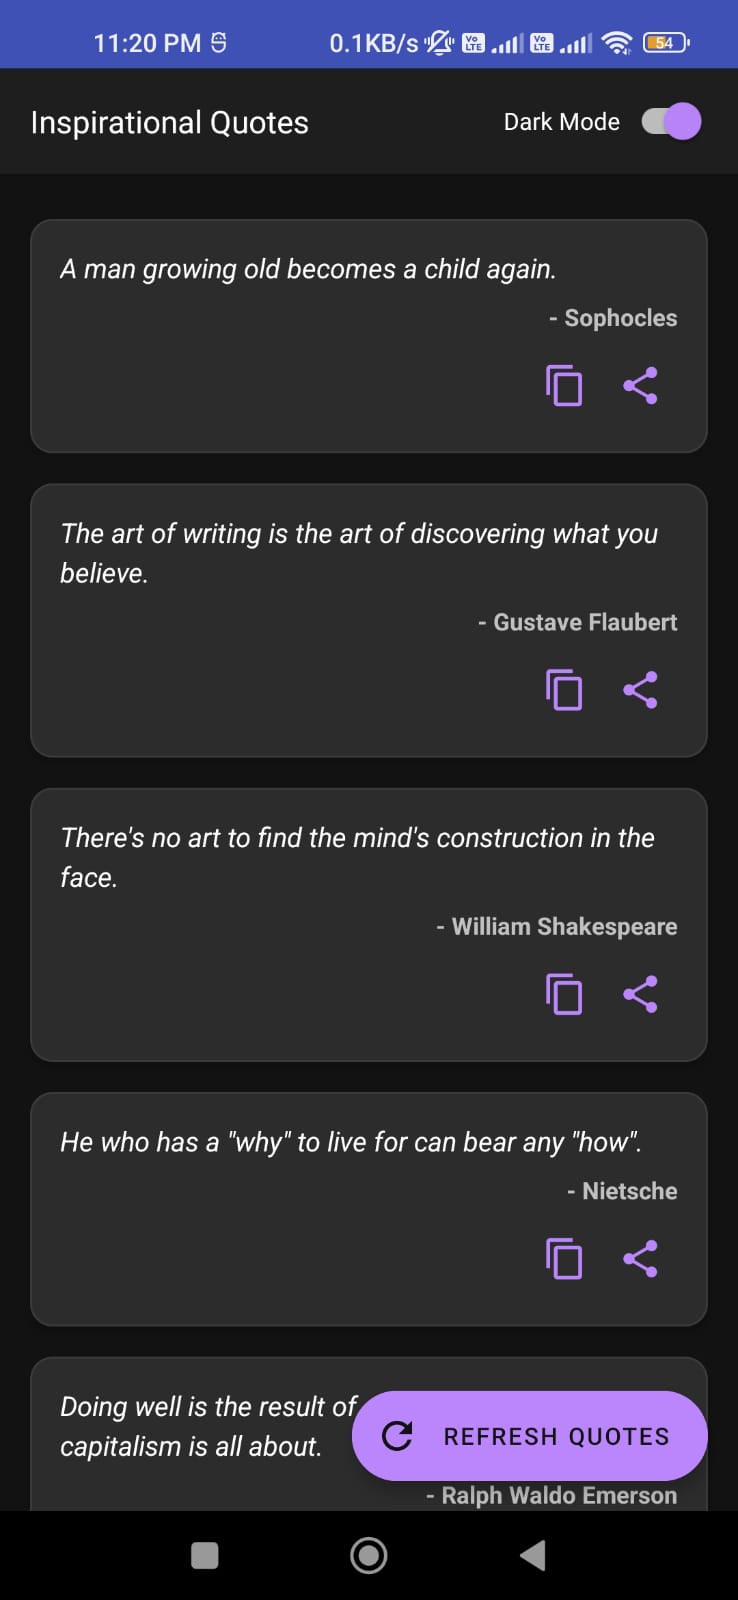 11:20 PM 0.1KB/s Vo LTE Vo LTE 54
Inspirational Quotes Dark Mode
A man growing old becomes a child again.
- Sophocles
The art of writing is the art of discovering what you
believe.
- Gustave Flaubert
There's no art to find the mind's construction in the
face.
- William Shakespeare
He who has a "why" to live for can bear any "how".
- Nietsche
Doing well is the result of
capitalism is all about.
REFRESH QUOTES
- Ralph Waldo Emerson